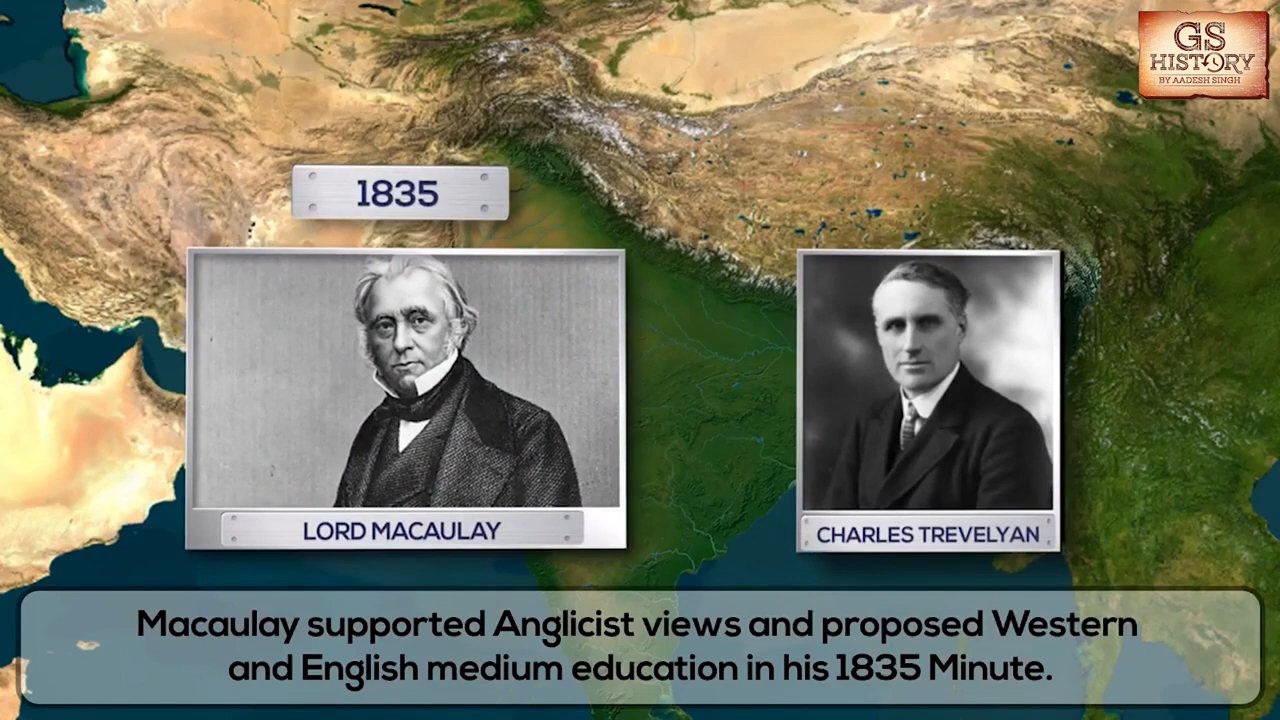 GS
HISTORY
BY AADESH SINGH
1835
LORD MACAULAY
CHARLES TREVELYAN
Macaulay supported Anglicist views and proposed Western
and English medium education in his 1835 Minute.